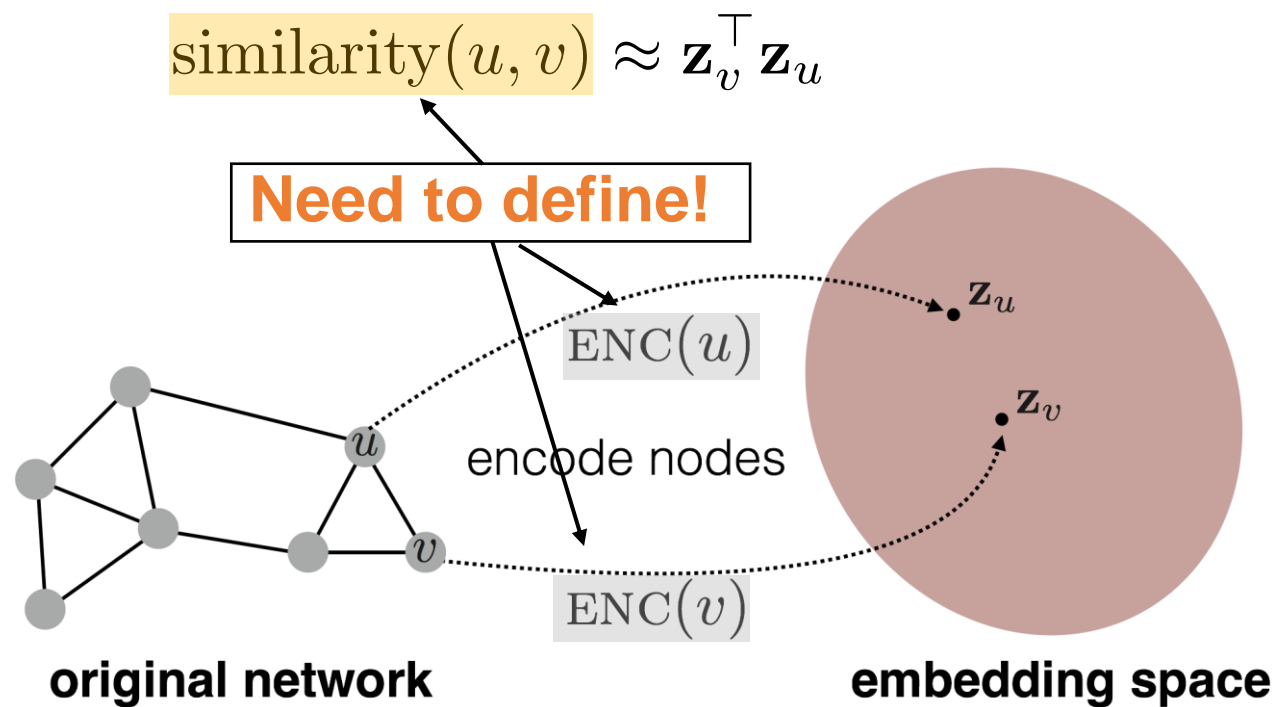 similarity(u, v) ≈ z_v^⊤ z_u
Need to define!
z_u
ENC(u)
z_v
u
encode nodes
v
ENC(v)
original network
embedding space